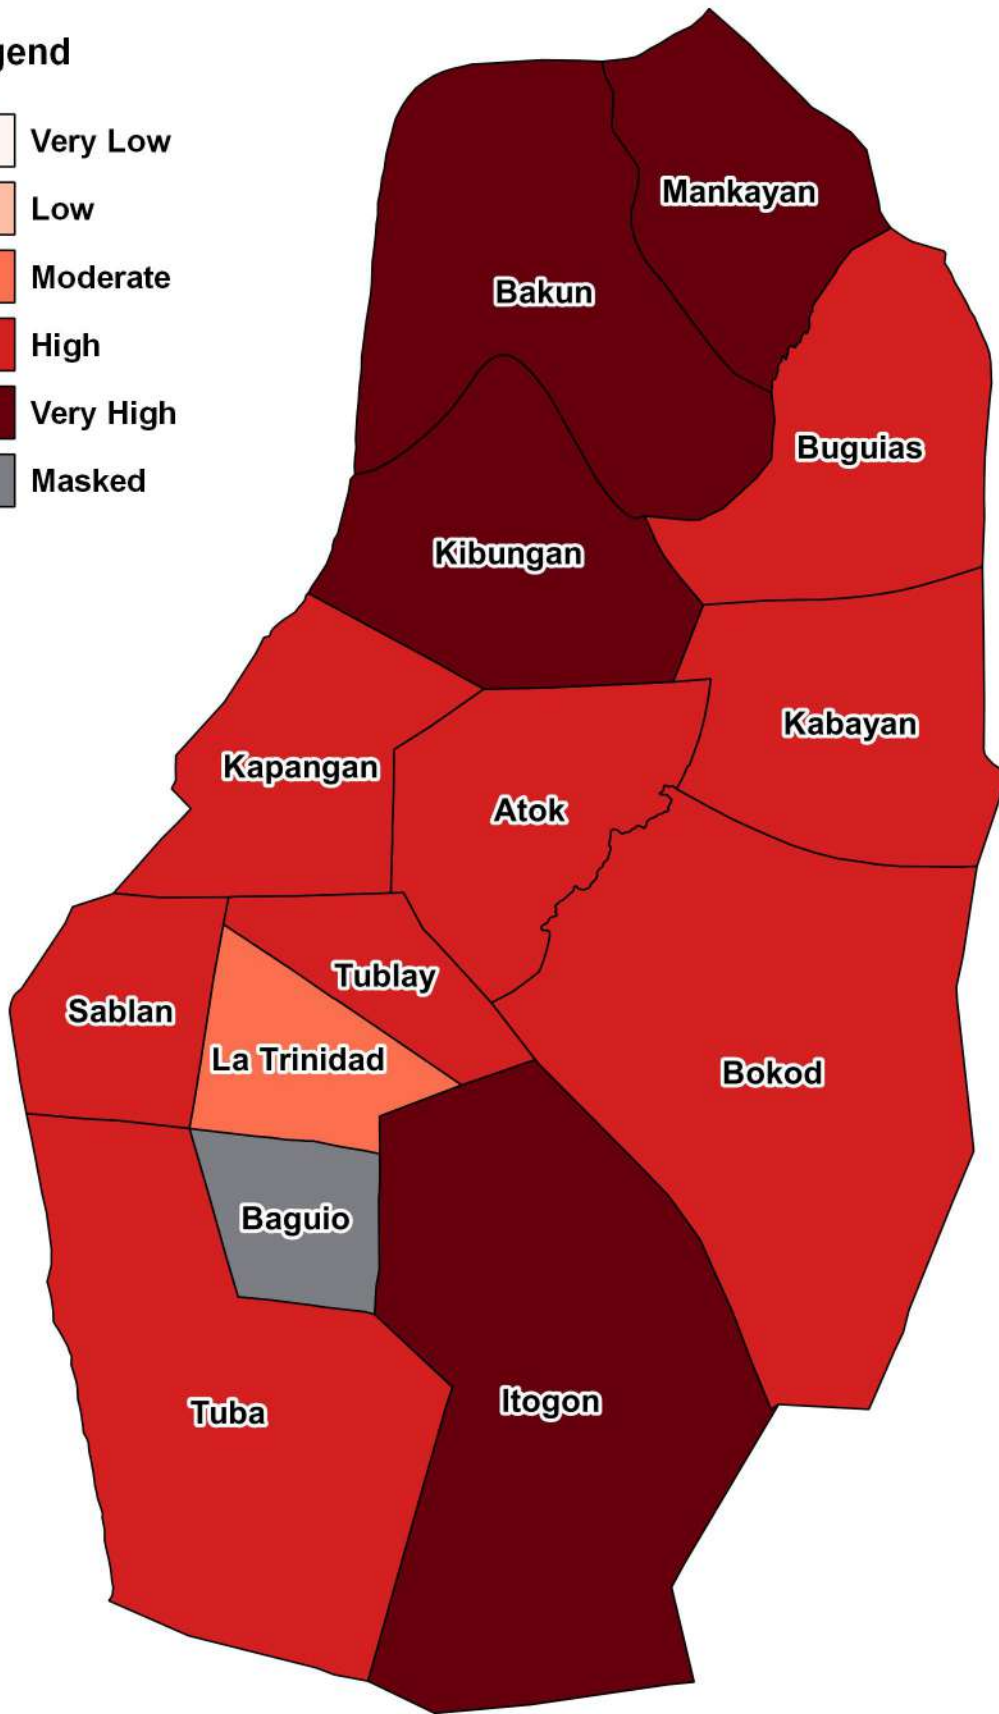 gend
Very Low
Low
Moderate
High
Very High
Masked
Mankayan
Bakun
Buguias
Kibungan
Kabayan
Kapangan
Atok
Tublay
Sablan
La Trinidad
Bokod
Baguio
Itogon
Tuba